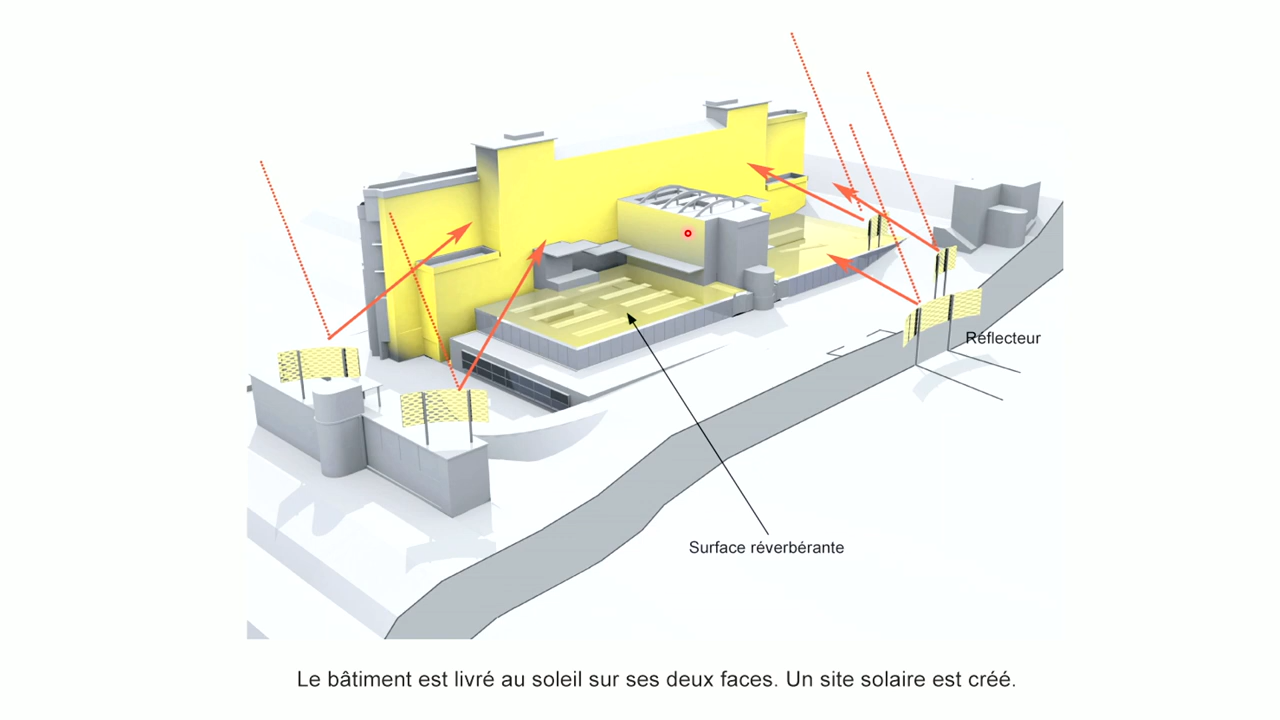 Réflecteur
Surface réverbérante
Le bâtiment est livré au soleil sur ses deux faces. Un site solaire est créé.